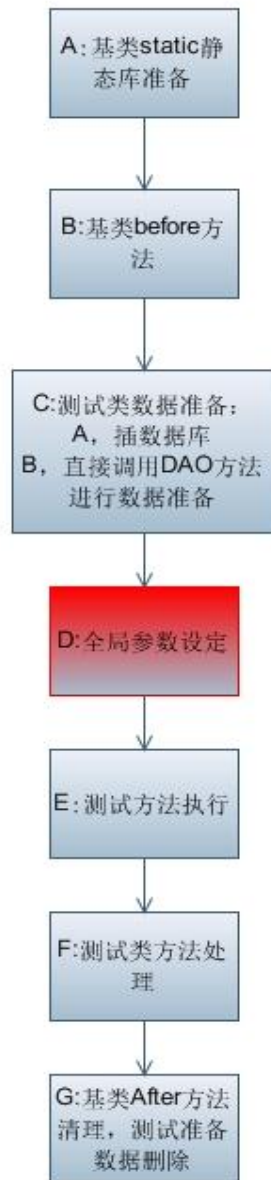 A：基类static静
态库准备
B:基类before方
法
C:测试类数据准备：
A，插数据库
B，直接调用DAO方法
进行数据准备
D:全局参数设定
E：测试方法执行
F:测试类方法处
理
G:基类After方法
清理，测试准备
数据删除